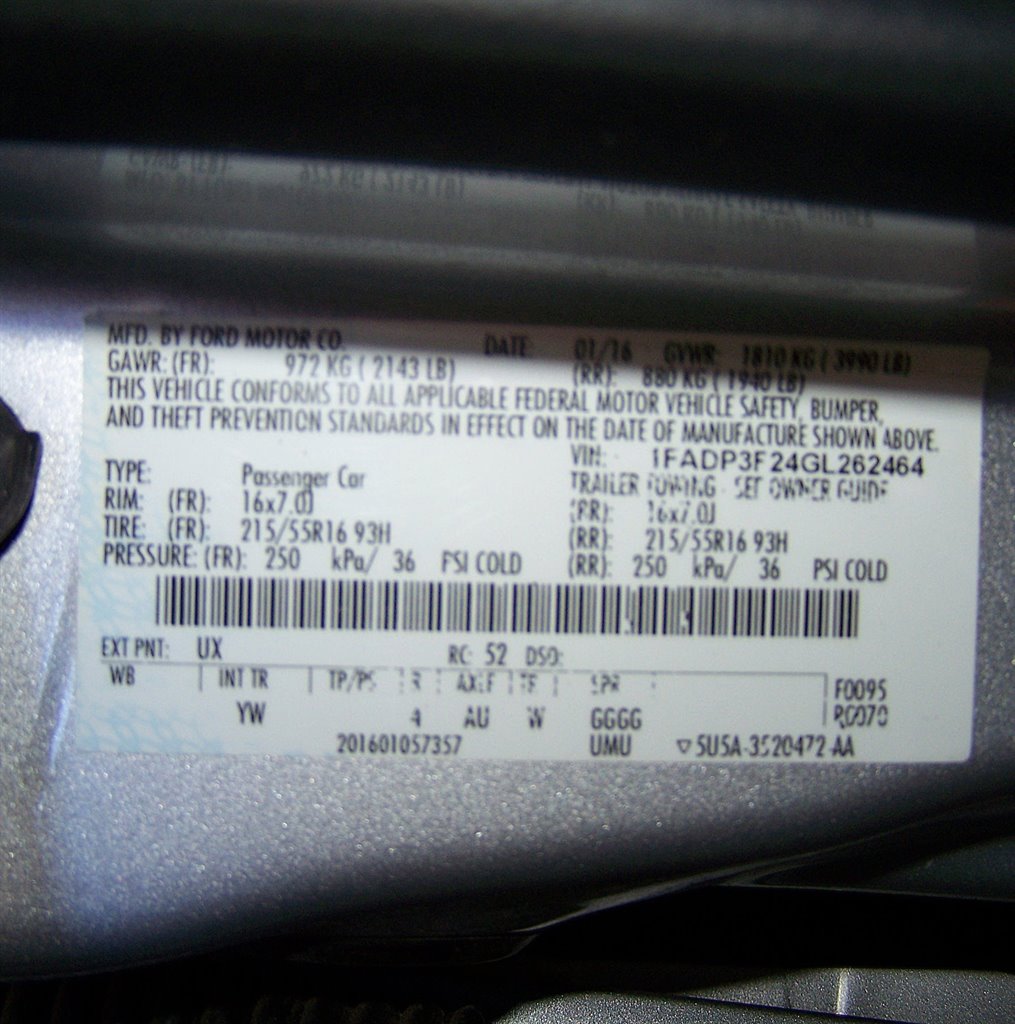 MFD. BY FORD MOTOR CO. DATE: 01/16 GVWR: 1810 KG ( 3990 LB)
GAWR: (FR): 972 KG ( 2143 LB) (RR): 880 KG ( 1940 LB)
THIS VEHICLE CONFORMS TO ALL APPLICABLE FEDERAL MOTOR VEHICLE SAFETY, BUMPER,
AND THEFT PREVENTION STANDARDS IN EFFECT ON THE DATE OF MANUFACTURE SHOWN ABOVE.
VIN: 1FADP3F24GL262464
TYPE: Passenger Car TRAILER TOWING - SEE OWNER GUIDE
RIM: (FR): 16x7.0J (RR): 16x7.0J
TIRE: (FR): 215/55R16 93H (RR): 215/55R16 93H
PRESSURE: (FR): 250 kPa/ 36 PSI COLD (RR): 250 kPa/ 36 PSI COLD
EXT PNT: UX RC: 52 DSO:
WB INT TR TP/PS R AXLE TR SPR F0095
YW 4 AU W GGGG R0070
201601057357 UMU ▽5U5A-3520472-AA